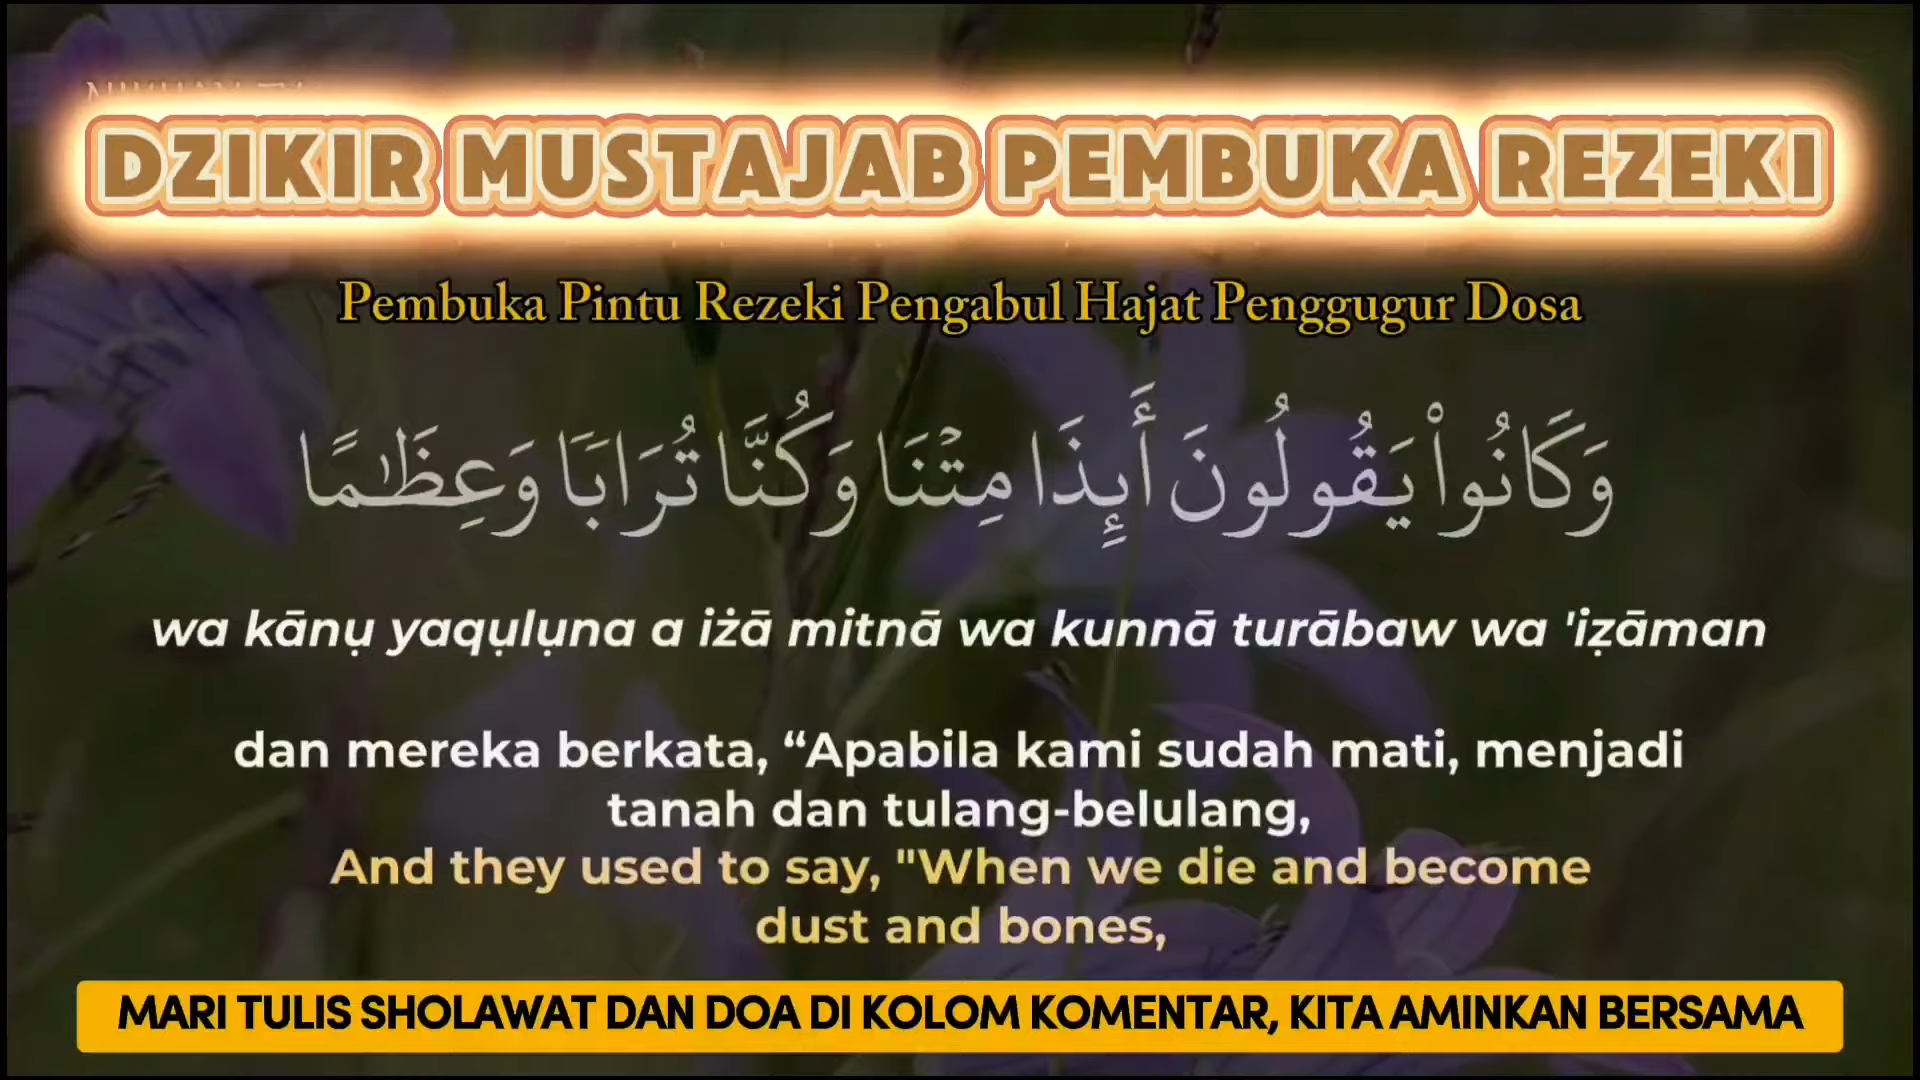 DZIKIR MUSTAJAB PEMBUKA REZEKI
Pembuka Pintu Rezeki Pengabul Hajat Penggugur Dosa
وَكَانُوا۟ يَقُولُونَ أَئِذَا مِتْنَا وَكُنَّا تُرَابًا وَعِظَٰمًا
wa kānụ yaqụlụna a iżā mitnā wa kunnā turābaw wa 'iẓāman
dan mereka berkata, “Apabila kami sudah mati, menjadi
tanah dan tulang-belulang,
And they used to say, "When we die and become
dust and bones,
MARI TULIS SHOLAWAT DAN DOA DI KOLOM KOMENTAR, KITA AMINKAN BERSAMA